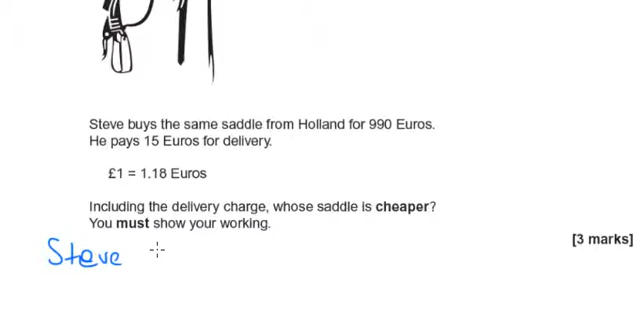 Steve buys the same saddle from Holland for 990 Euros.
He pays 15 Euros for delivery.
£1 = 1.18 Euros
Including the delivery charge, whose saddle is cheaper?
You must show your working.
[3 marks]
Steve